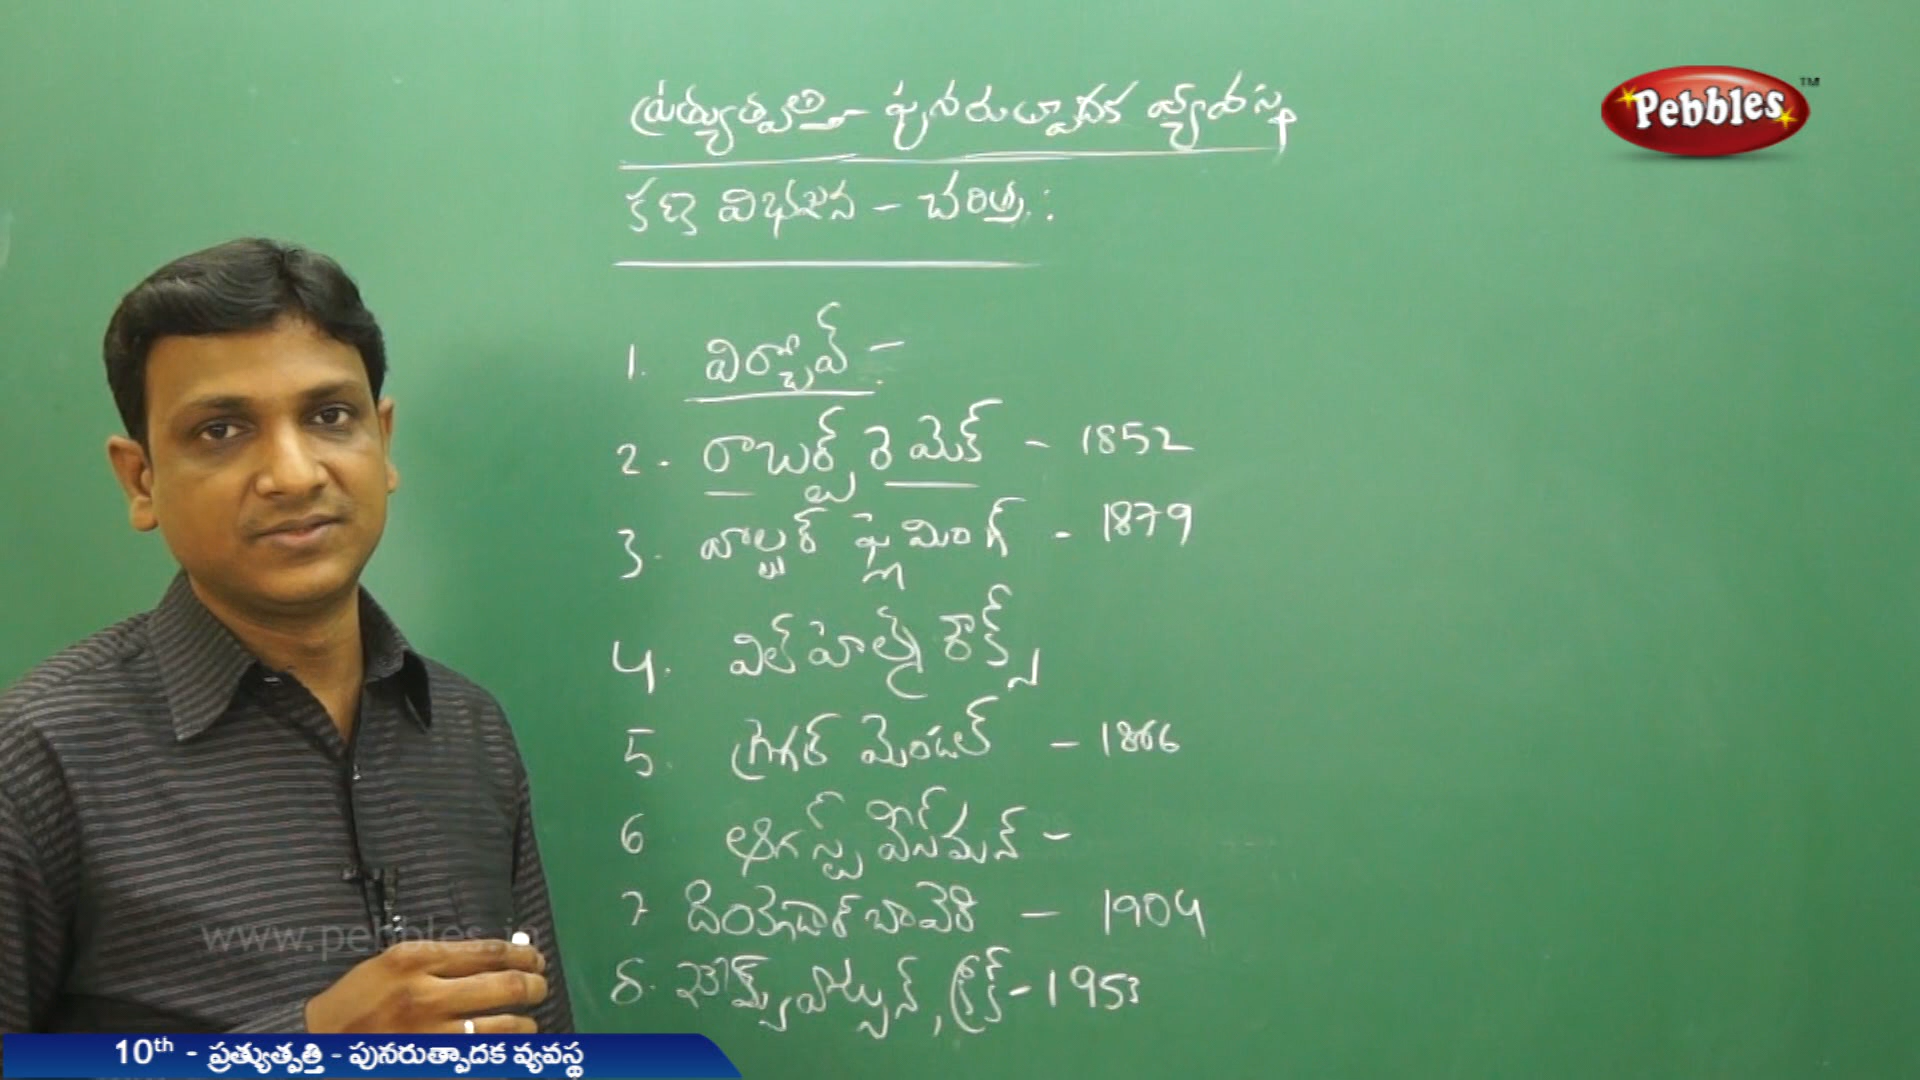 ప్రత్యుత్పత్తి - పునరుత్పాదక వ్యవస్థ
Pebbles TM
కణ విభజన - చరిత్ర :
1. విర్చోవ్ -
2. రాబర్ట్ రెమెక్ - 1852
3. వాల్టర్ ఫ్లెమింగ్ - 1879
4. విల్ హెల్మ్ రౌక్స్
5. గ్రెగర్ మెండల్ - 1866
6 ఆగస్ట్ వీస్‌మన్ -
7 బావెరి - 1904
8. జేమ్స్ వాట్సన్, క్రిక్ - 1953
www.pebbles.in
10th - ప్రత్యుత్పత్తి - పునరుత్పాదక వ్యవస్థ